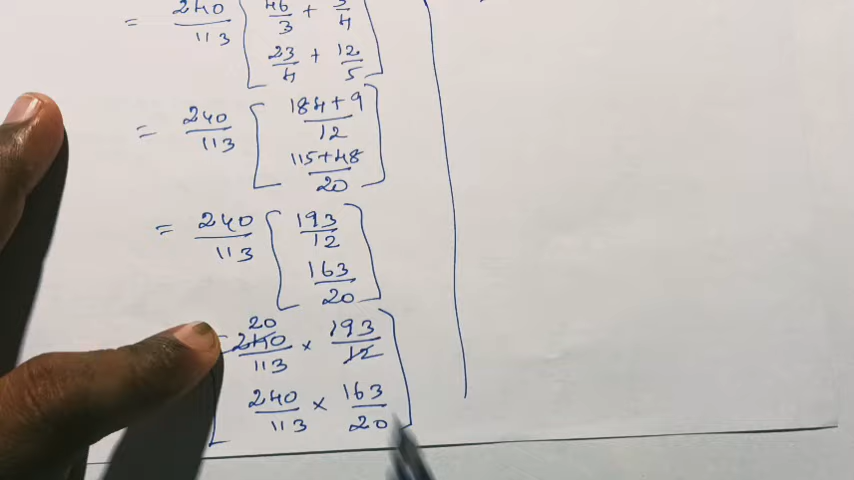 = 240/113 [ 46/3 + 3/4
23/4 + 12/5 ]
= 240/113 [ 184+9/12
115+48/20 ]
= 240/113 [ 193/12
163/20 ]
20
= [ 240/113 × 193/12
240/113 × 163/20 ]